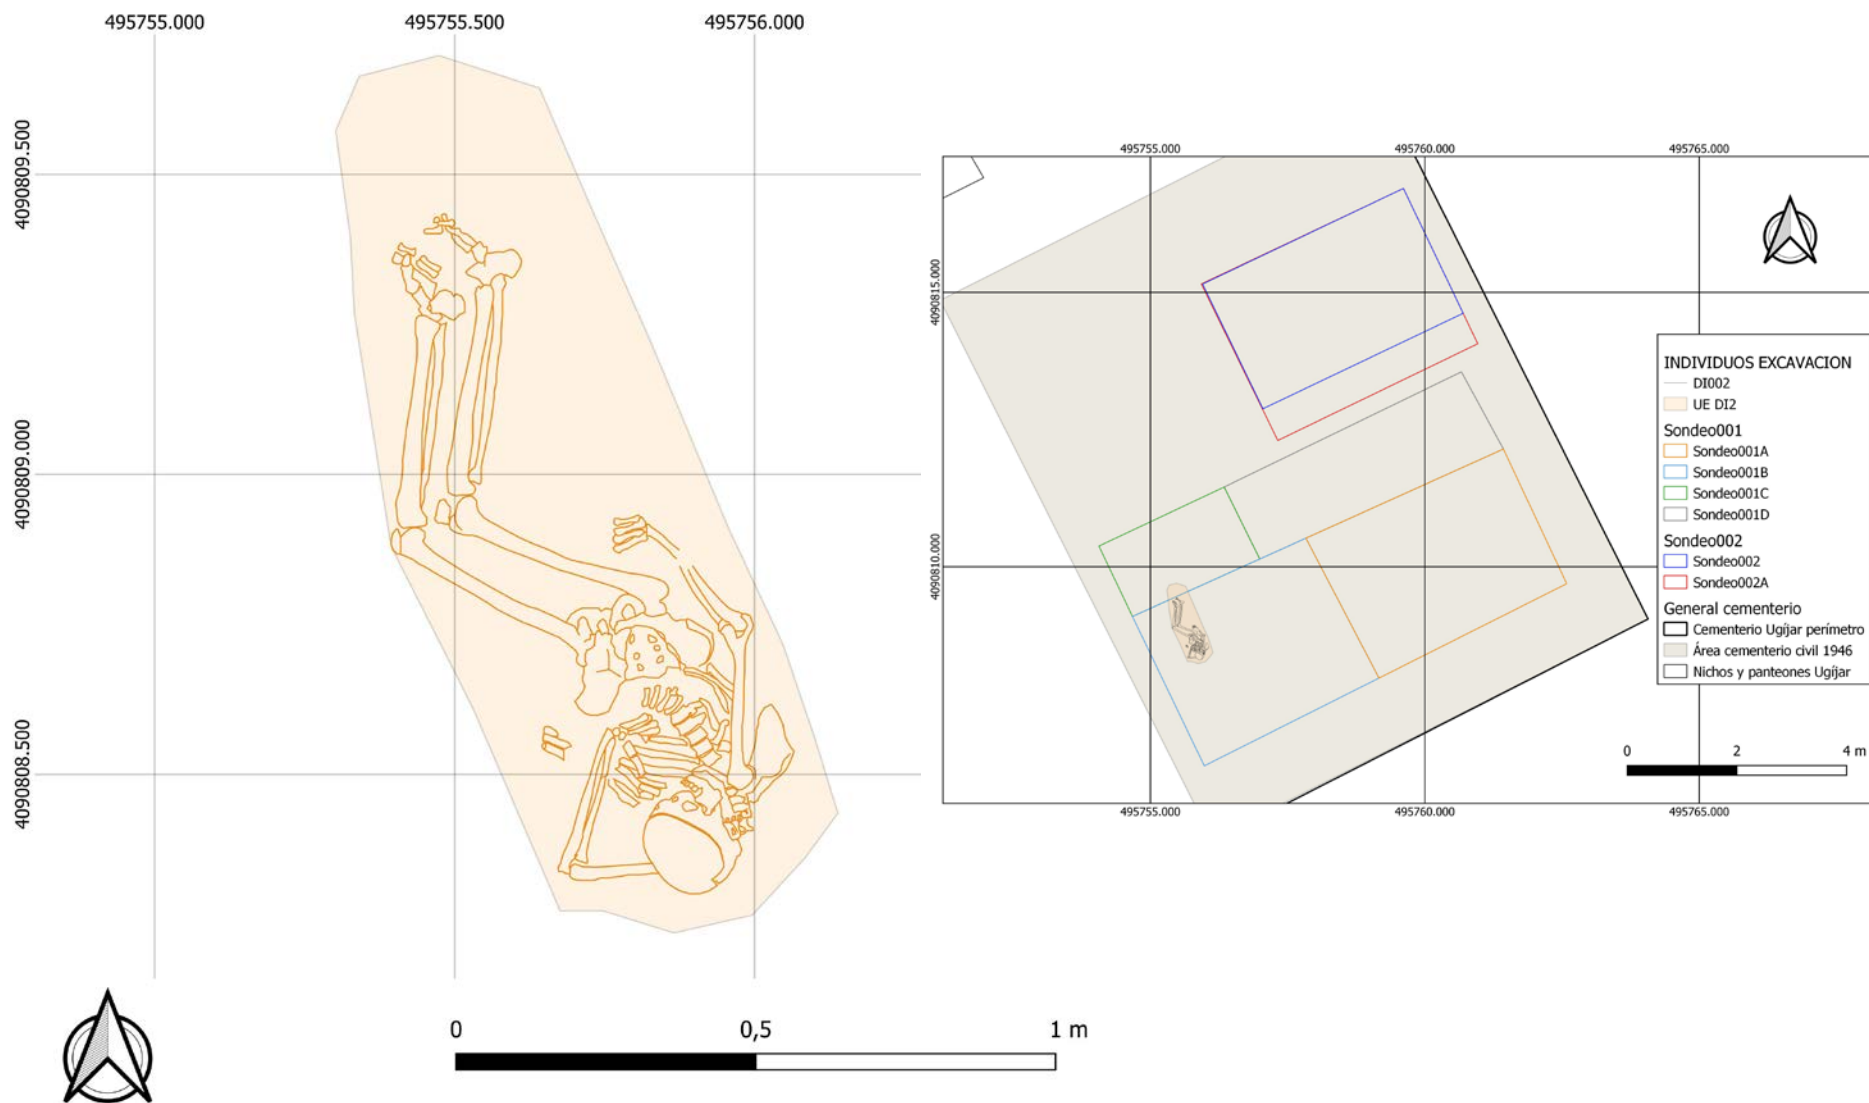 495755.000 495755.500 495756.000
4090809.500
4090809.000
4090808.500
0 0,5 1 m
495755.000 495760.000 495765.000
4090815.000
4090810.000
495755.000 495760.000 495765.000
INDIVIDUOS EXCAVACION
DI002
UE DI2
Sondeo001
Sondeo001A
Sondeo001B
Sondeo001C
Sondeo001D
Sondeo002
Sondeo002
Sondeo002A
General cementerio
Cementerio Ugíjar perímetro
Área cementerio civil 1946
Nichos y panteones Ugíjar
0 2 4 m